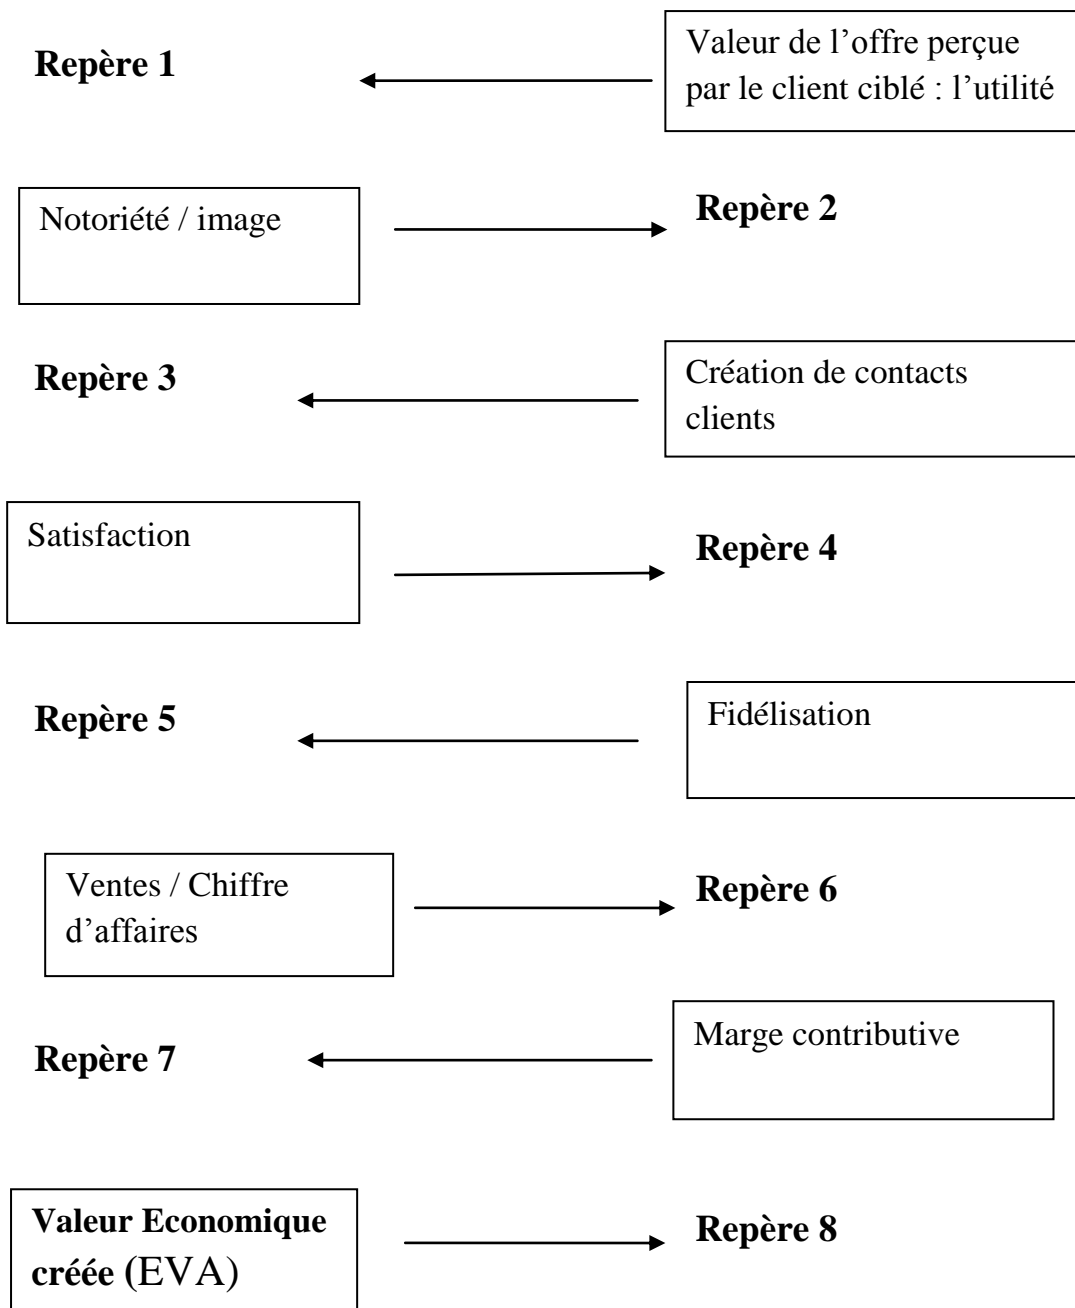 Repère 1
Valeur de l’offre perçue
par le client ciblé : l’utilité
Notoriété / image
Repère 2
Repère 3
Création de contacts
clients
Satisfaction
Repère 4
Repère 5
Fidélisation
Ventes / Chiffre
d’affaires
Repère 6
Repère 7
Marge contributive
Valeur Economique
créée (EVA)
Repère 8